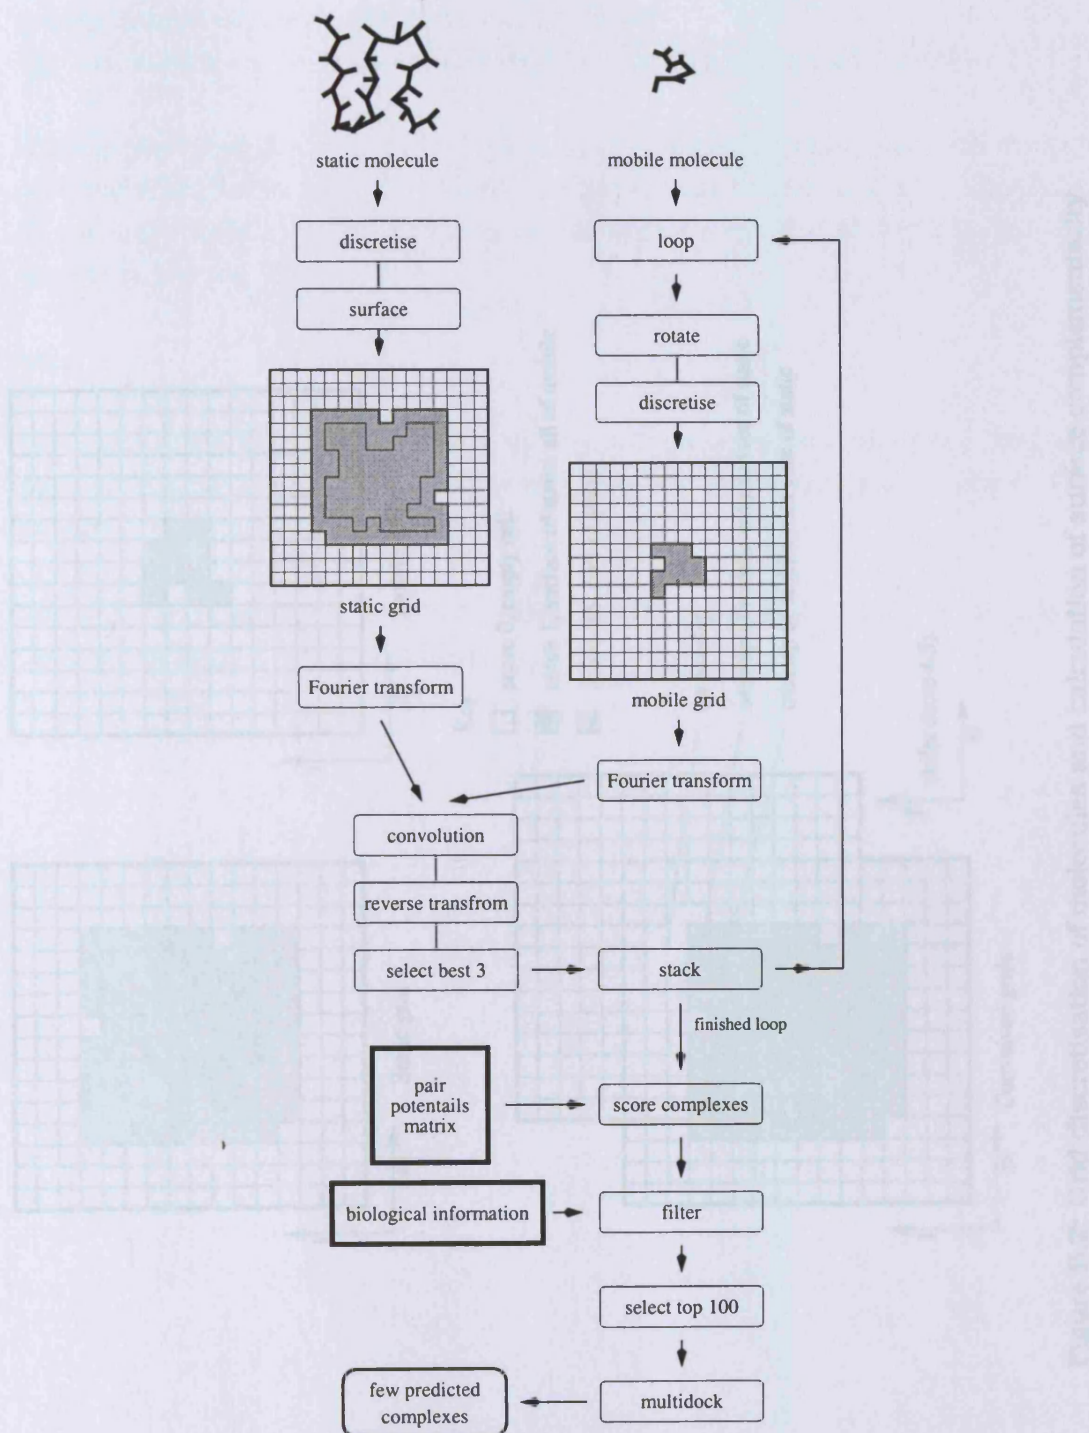 static molecule
mobile molecule
discretise
loop
surface
rotate
discretise
static grid
Fourier transform
mobile grid
Fourier transform
convolution
reverse transfrom
select best 3
stack
finished loop
pair
potentails
matrix
score complexes
biological information
filter
select top 100
few predicted
complexes
multidock